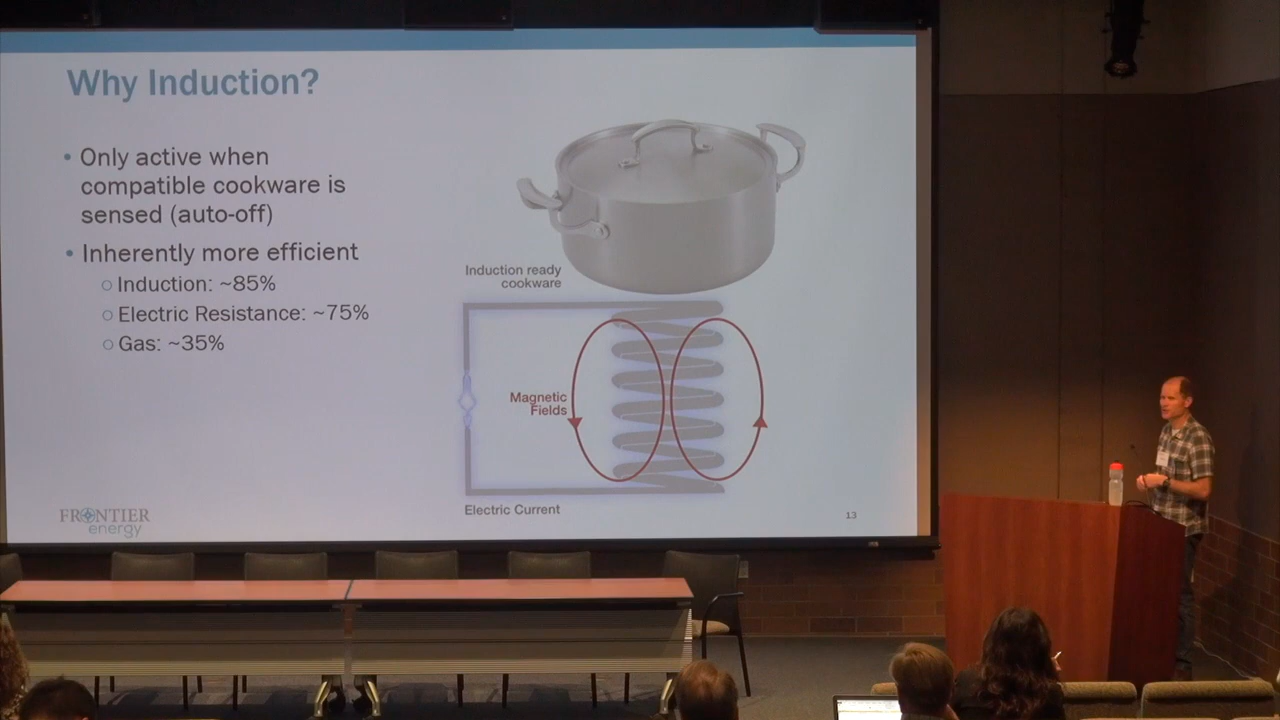 Why Induction?
• Only active when
compatible cookware is
sensed (auto-off)
• Inherently more efficient
○ Induction: ~85%
○ Electric Resistance: ~75%
○ Gas: ~35%
Induction ready
cookware
Magnetic
Fields
Electric Current
FRONTIER
energy
13